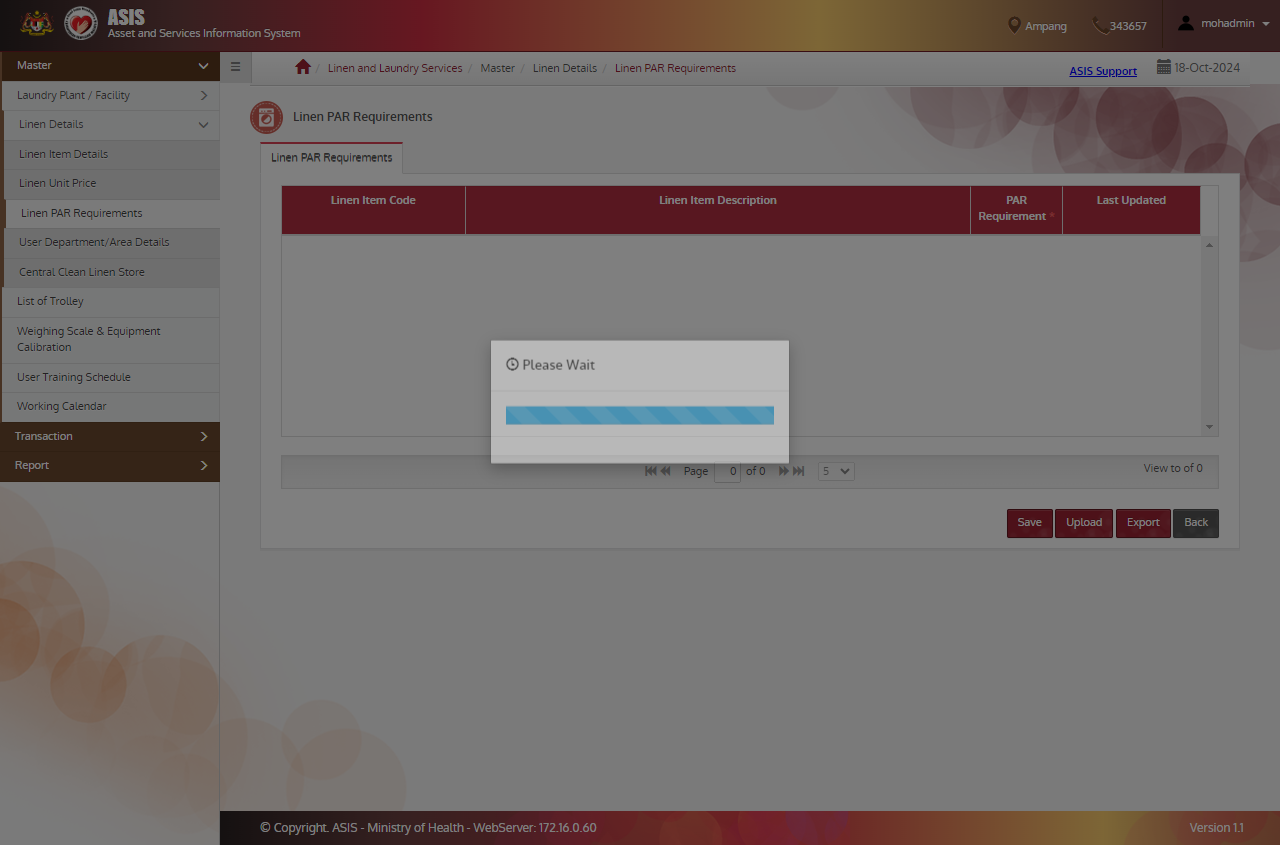 ASIS
Asset and Services Information System
Ampang
343657
mohadmin
Master
Linen and Laundry Services / Master / Linen Details / Linen PAR Requirements
ASIS Support
18-Oct-2024
Laundry Plant / Facility
Linen Details
Linen Item Details
Linen Unit Price
Linen PAR Requirements
User Department/Area Details
Central Clean Linen Store
List of Trolley
Weighing Scale & Equipment
Calibration
User Training Schedule
Working Calendar
Transaction
Report
Linen PAR Requirements
Linen PAR Requirements
Linen Item Code
Linen Item Description
PAR
Requirement *
Last Updated
Please Wait
Page 0 of 0
5
View to of 0
Save
Upload
Export
Back
© Copyright. ASIS - Ministry of Health - WebServer: 172.16.0.60
Version 1.1